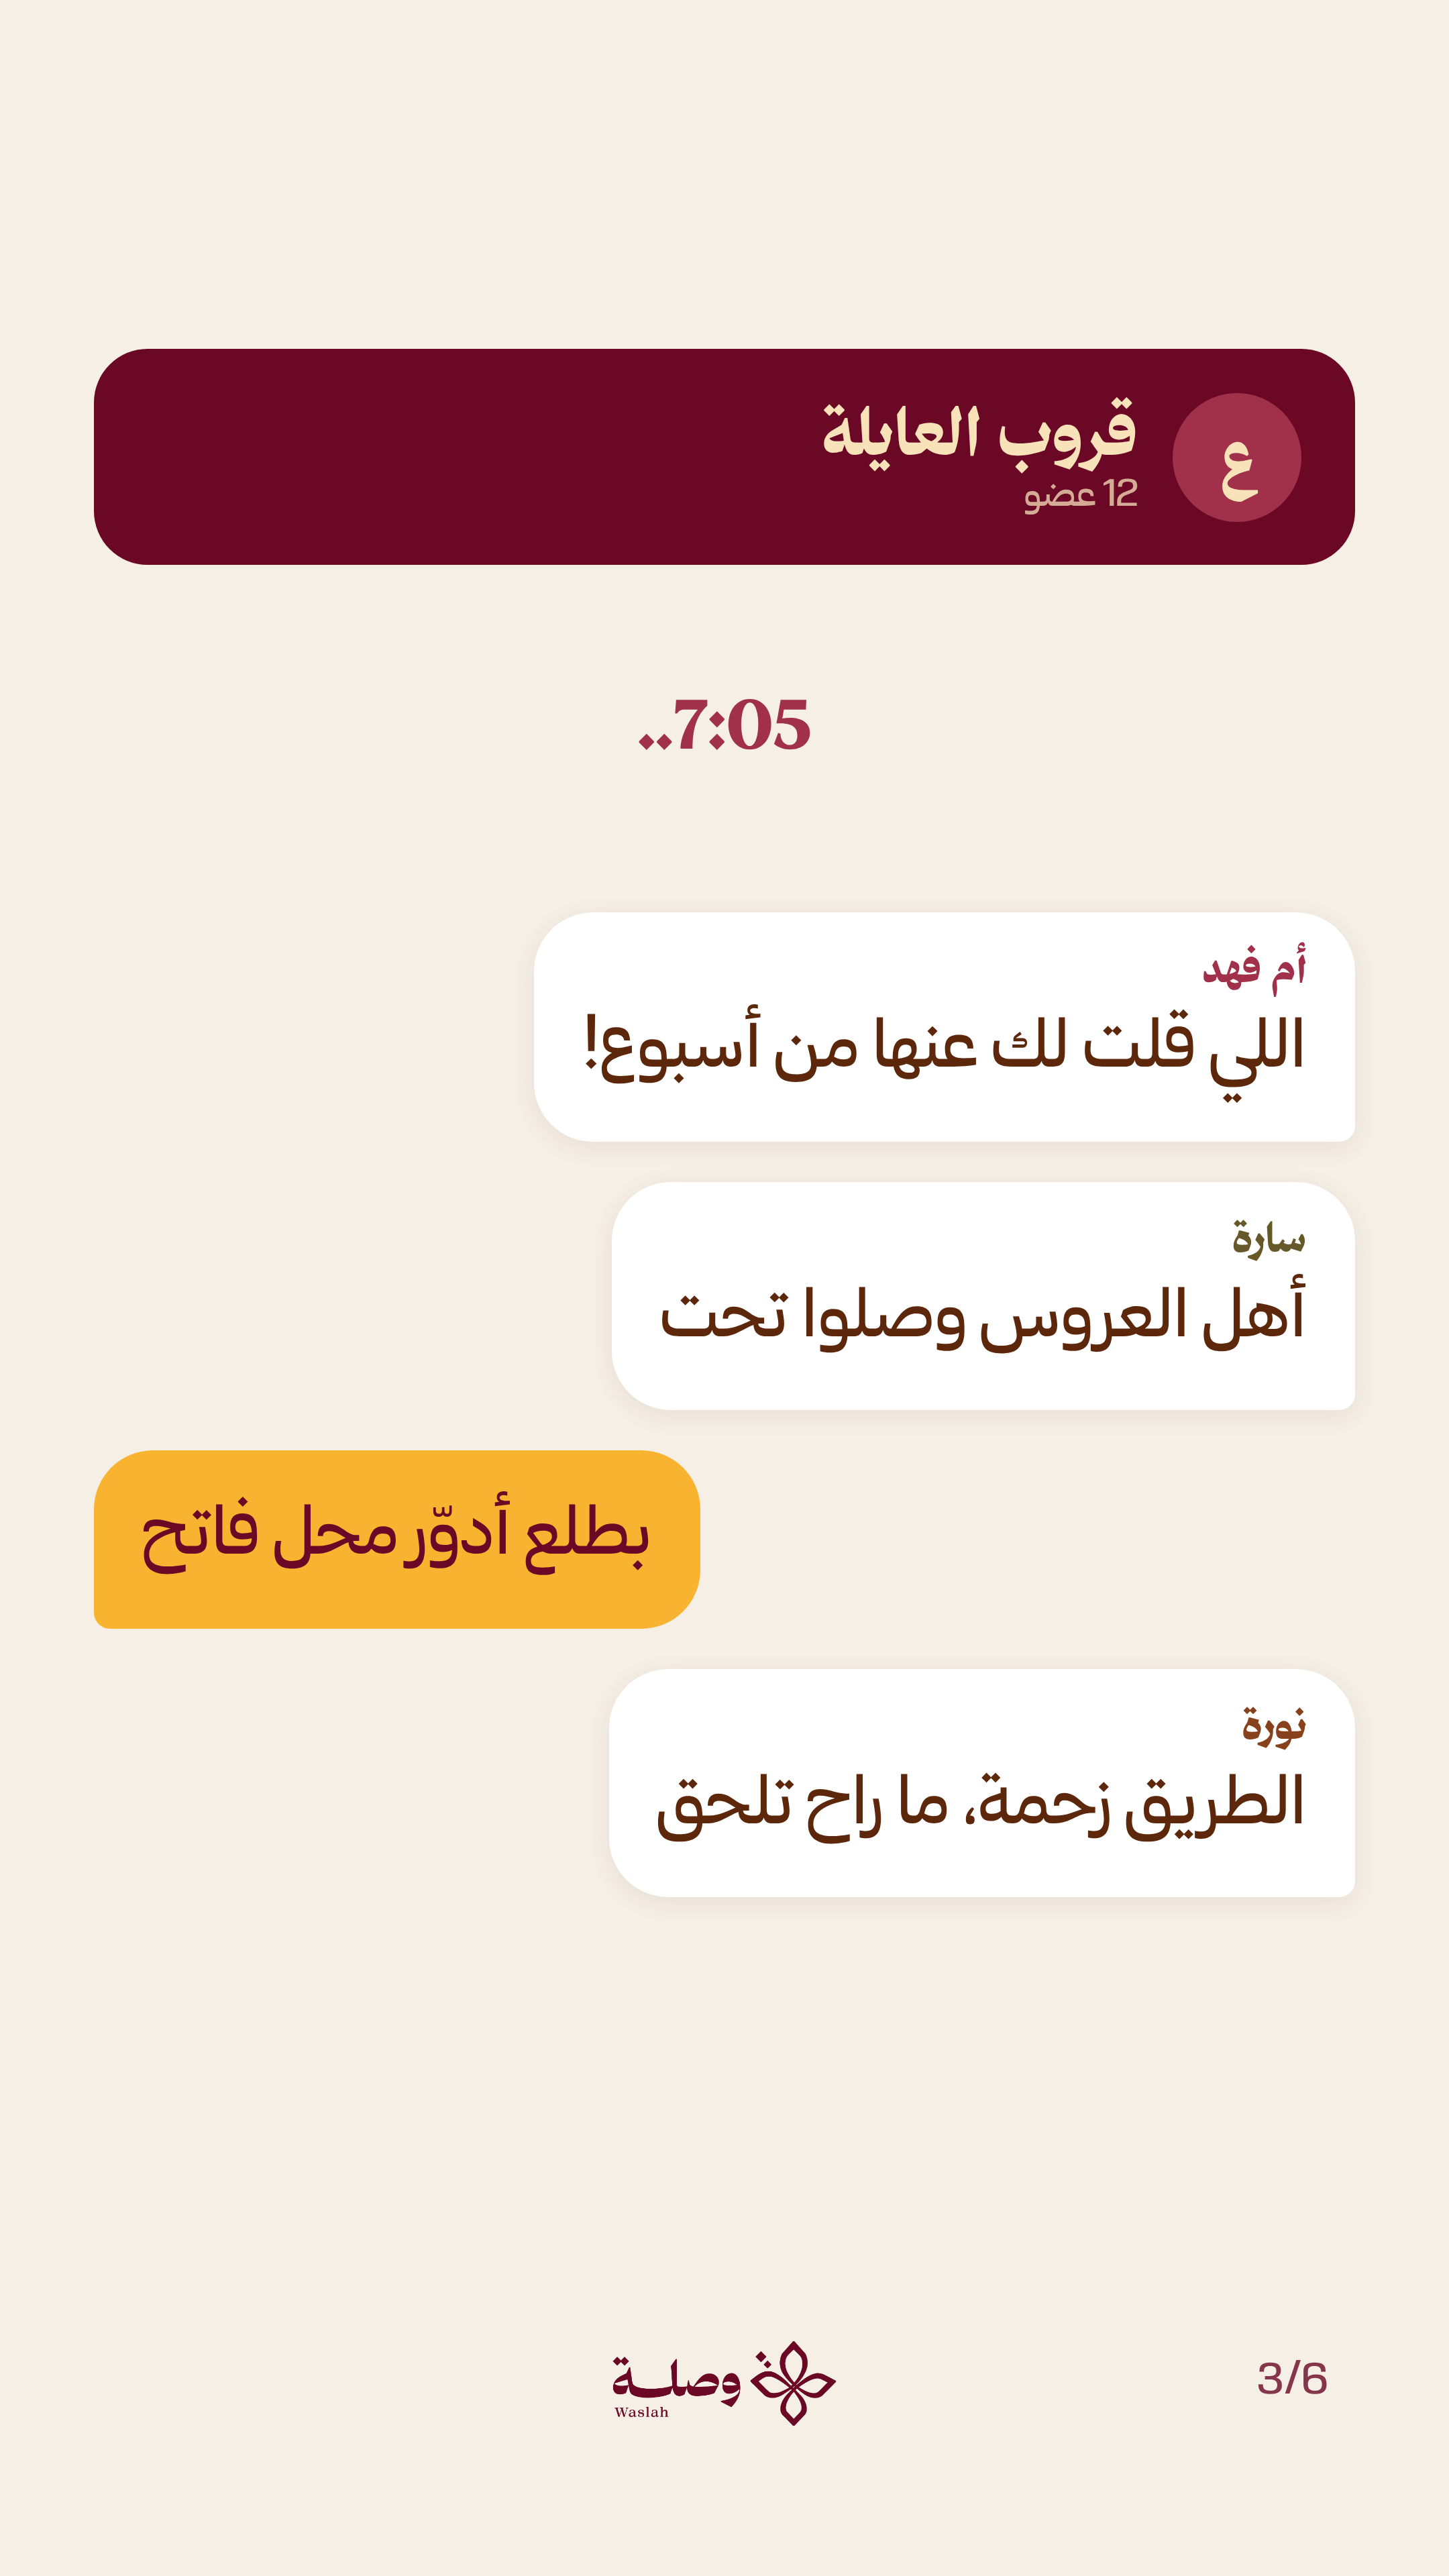 ع
قروب العايلة
12 عضو
7:05..
أم فهد
اللي قلت لك عنها من أسبوع!
سارة
أهل العروس وصلوا تحت
بطلع أدوّر محل فاتح
نورة
الطريق زحمة، ما راح تلحق
وصلـة
Waslah
3/6